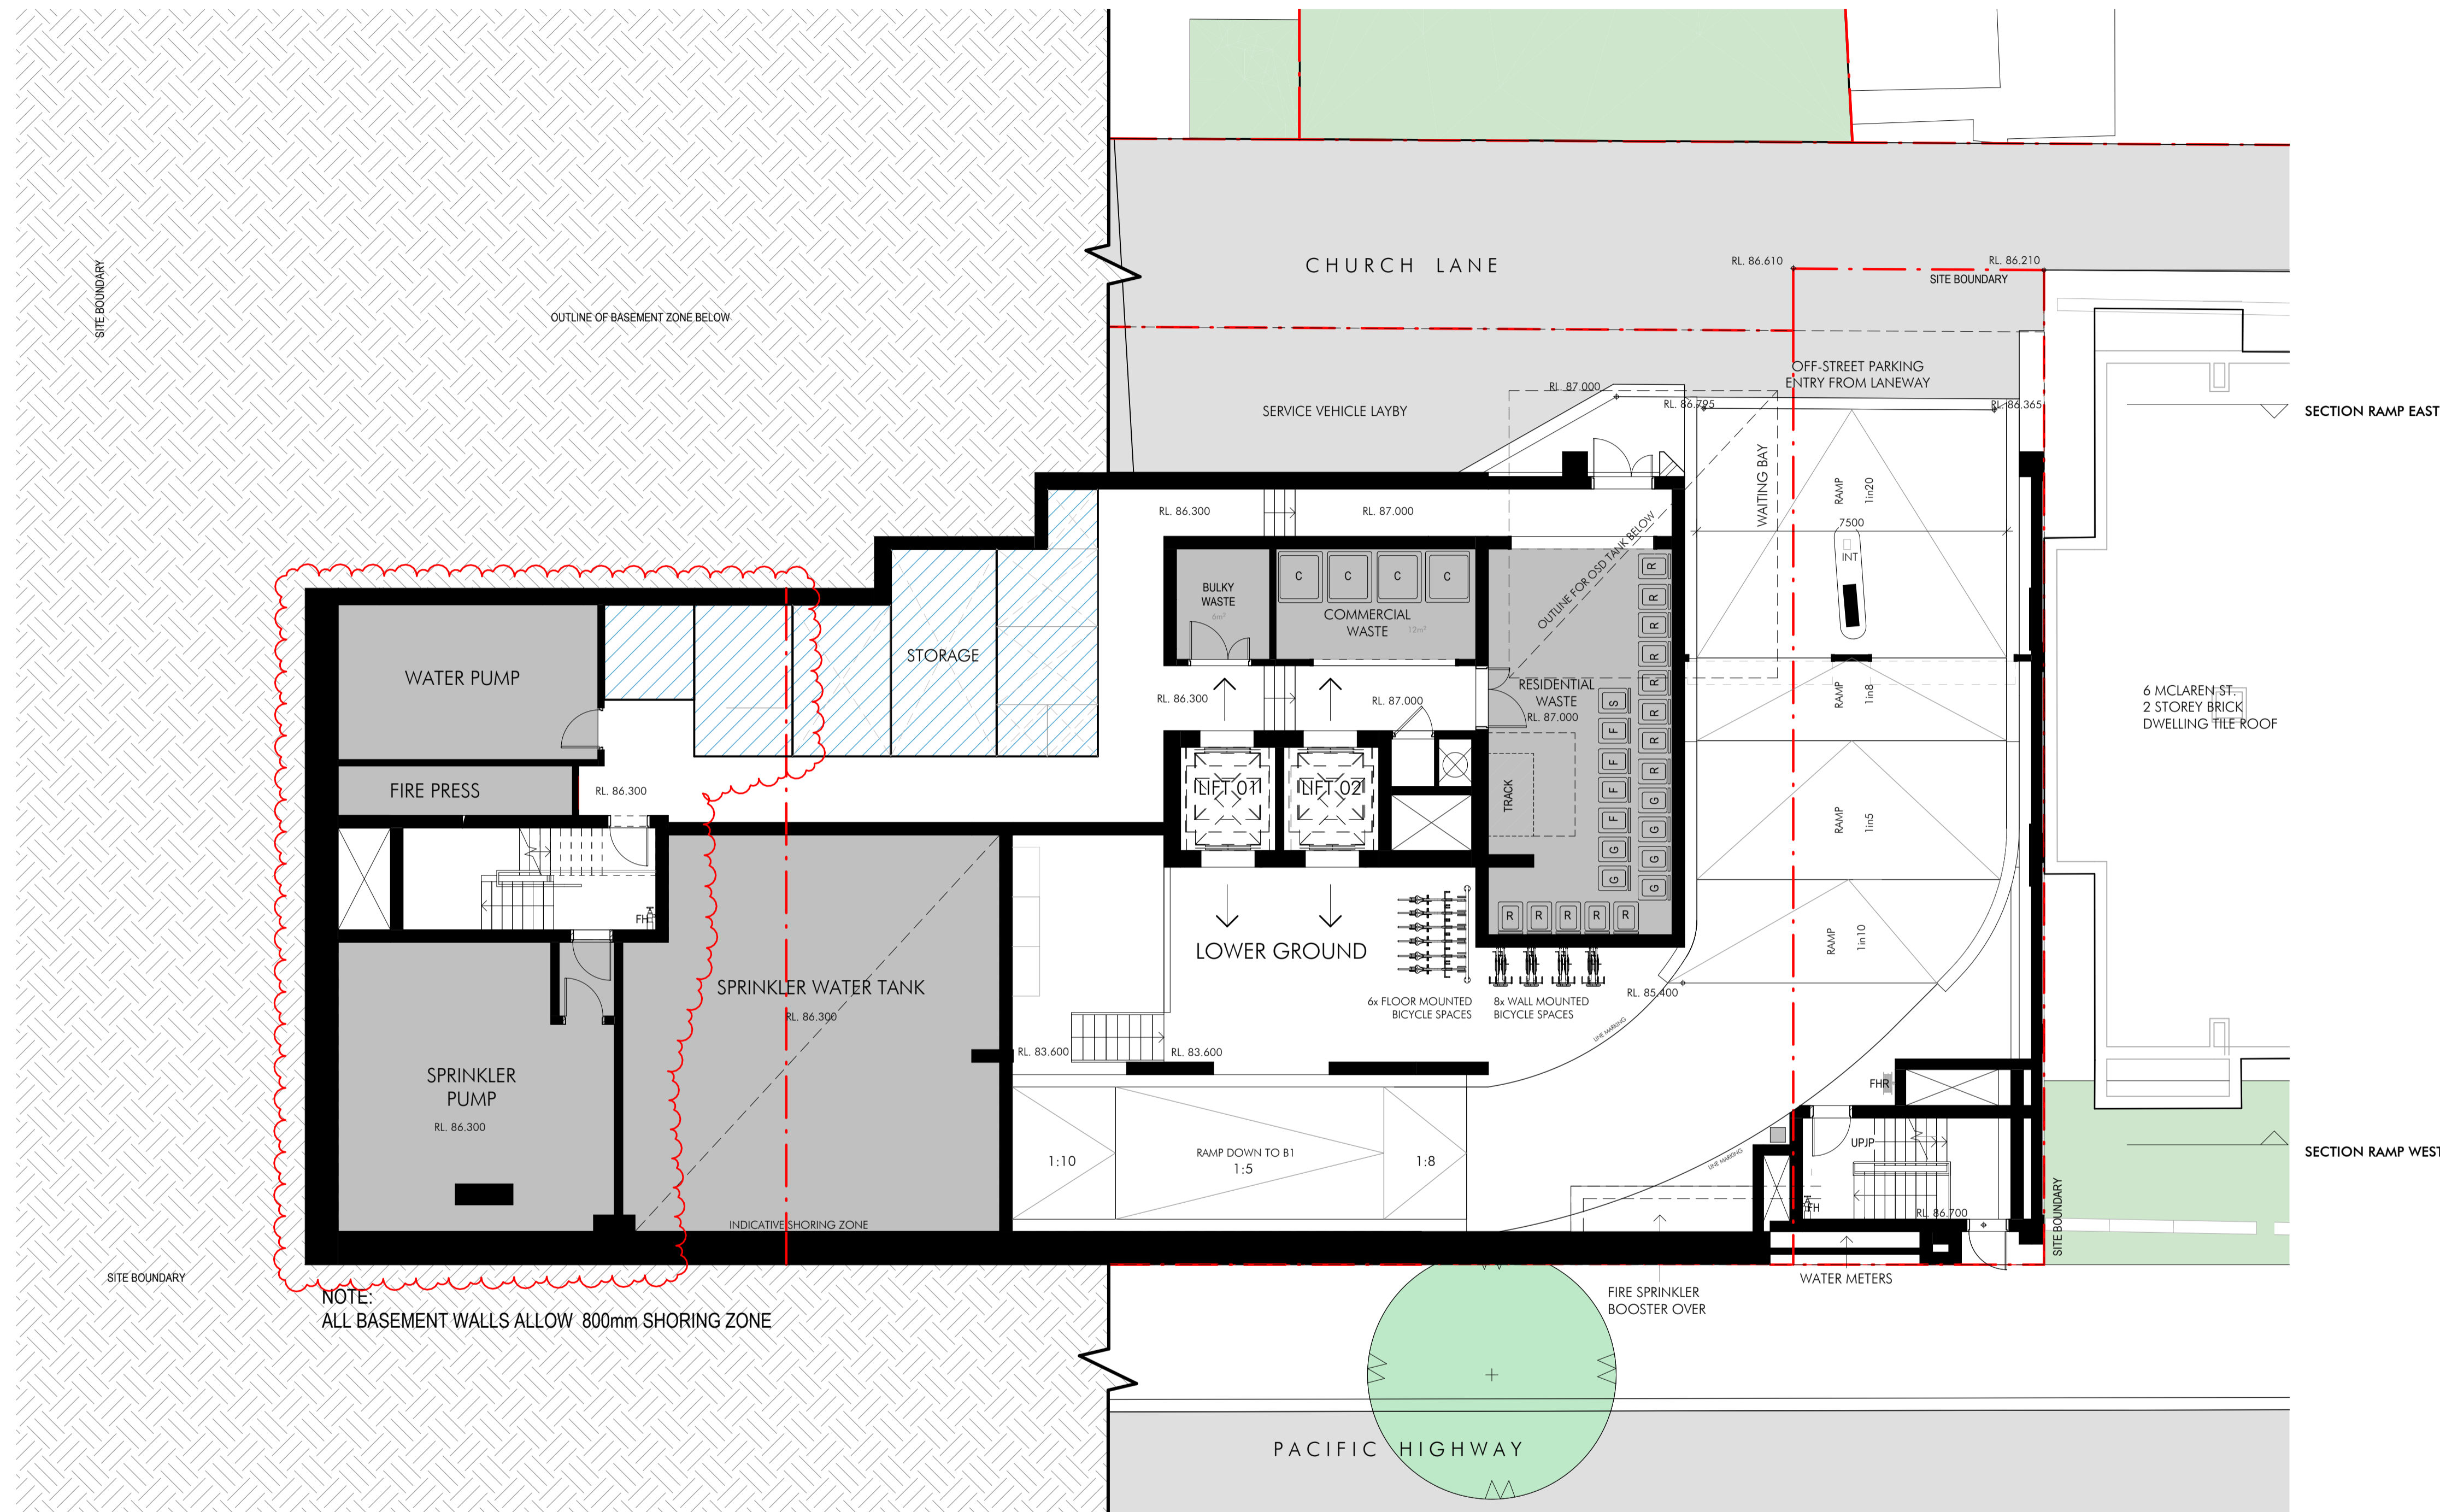 CHURCH LANE
RL. 86.610
RL. 86.210
SITE BOUNDARY
SITE BOUNDARY
OUTLINE OF BASEMENT ZONE BELOW
OFF-STREET PARKING
ENTRY FROM LANEWAY
RL. 87.000
RL. 86.725
RL. 86.365
SERVICE VEHICLE LAYBY
SECTION RAMP EAST
WAITING BAY
RAMP
1in20
7500
INT
RL. 86.300
RL. 87.000
OUTLINE FOR OSD TANK BELOW
BULKY
WASTE
6m²
C
C
C
C
COMMERCIAL
WASTE
12m²
R
R
R
R
R
R
R
R
G
G
G
G
STORAGE
WATER PUMP
RL. 86.300
RL. 87.000
RESIDENTIAL
WASTE
RL. 87.000
S
F
F
F
F
G
G
RAMP
1in8
6 MCLAREN ST.
2 STOREY BRICK
DWELLING TILE ROOF
FIRE PRESS
RL. 86.300
LIFT 01
LIFT 02
TRACK
RAMP
1in5
FH
R
R
R
R
R
RAMP
1in10
LOWER GROUND
SPRINKLER WATER TANK
RL. 86.300
6x FLOOR MOUNTED
BICYCLE SPACES
8x WALL MOUNTED
BICYCLE SPACES
RL. 85.400
LINE MARKING
RL. 83.600
RL. 83.600
SPRINKLER
PUMP
RL. 86.300
FHR
1:10
RAMP DOWN TO B1
1:5
1:8
LINE MARKING
UPJP
SECTION RAMP WEST
FH
RL. 86.700
SITE BOUNDARY
INDICATIVE SHORING ZONE
SITE BOUNDARY
WATER METERS
FIRE SPRINKLER
BOOSTER OVER
NOTE:
ALL BASEMENT WALLS ALLOW 800mm SHORING ZONE
PACIFIC HIGHWAY